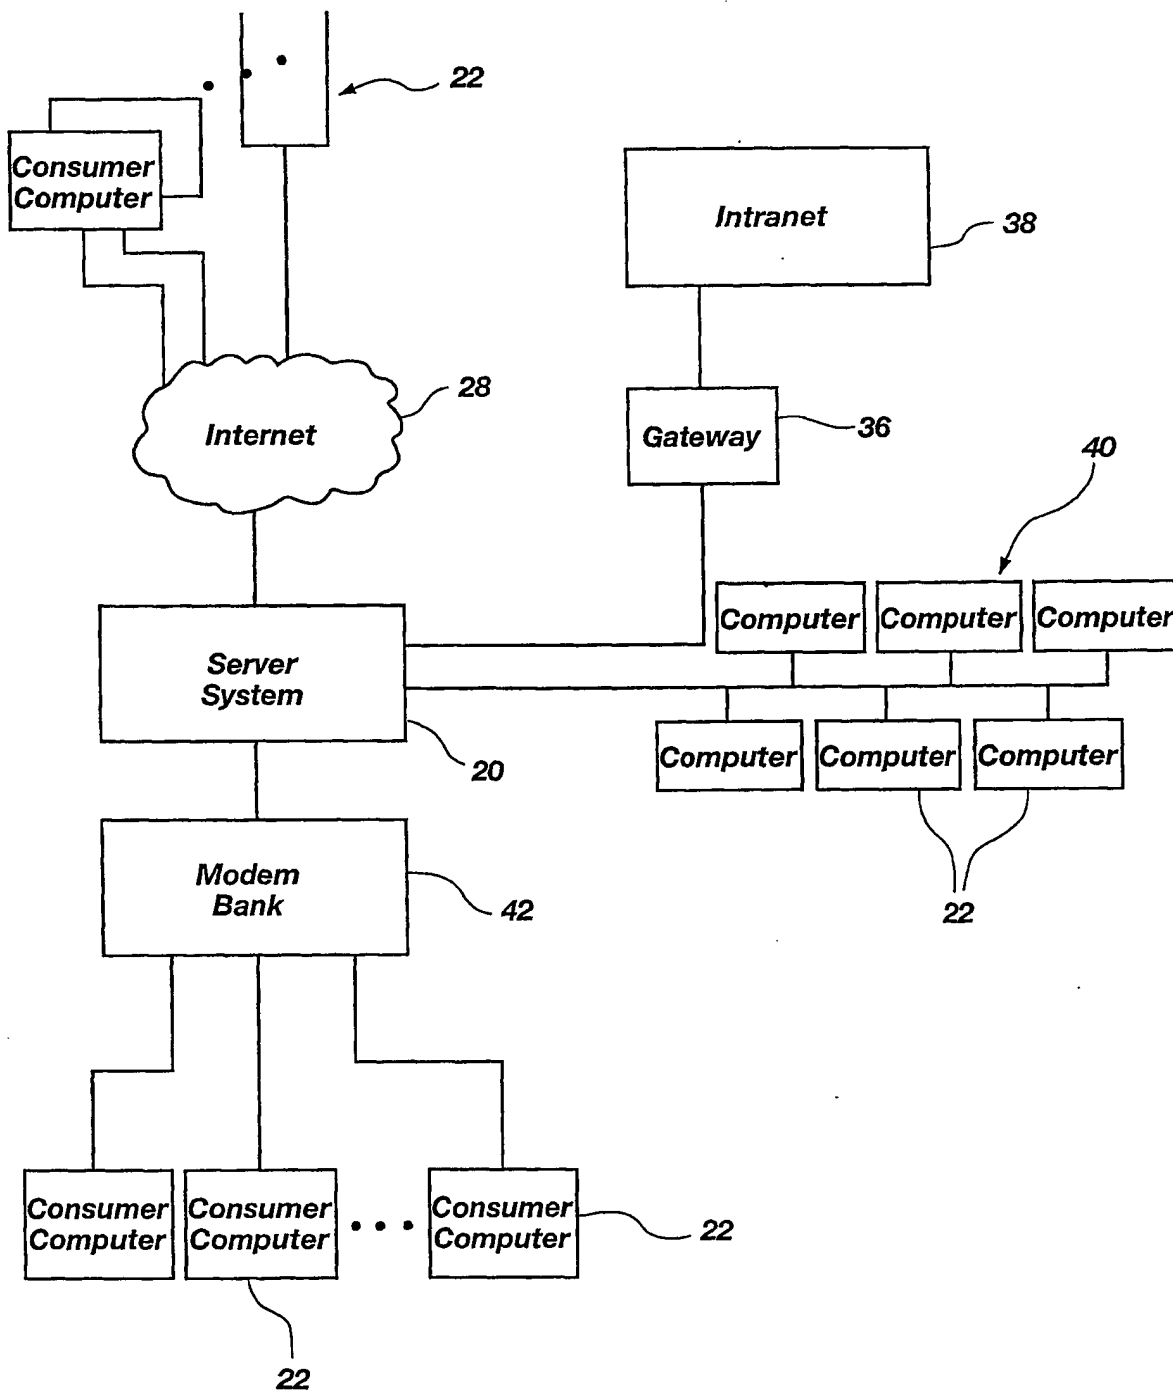 22
Consumer
Computer
Intranet
38
28
Internet
Gateway
36
40
Computer
Computer
Computer
Server
System
20
Computer
Computer
Computer
Modem
Bank
42
22
Consumer
Computer
Consumer
Computer
Consumer
Computer
22
22